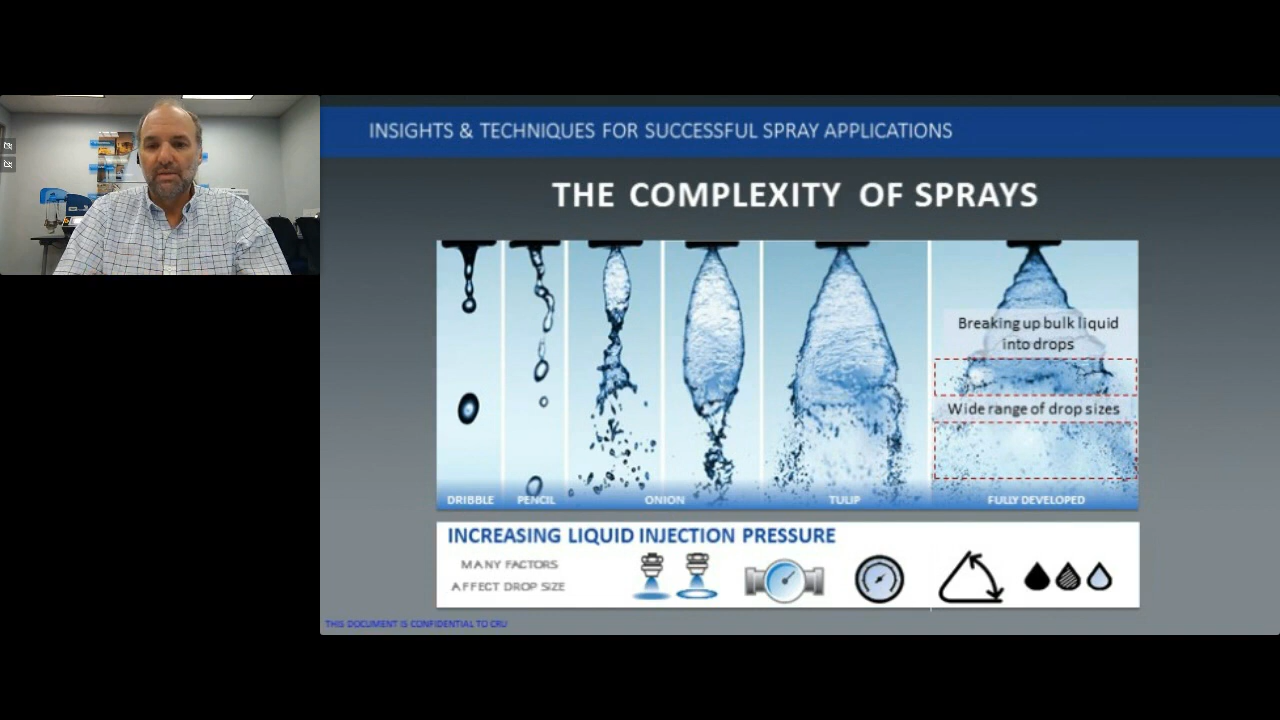 INSIGHTS & TECHNIQUES FOR SUCCESSFUL SPRAY APPLICATIONS
THE COMPLEXITY OF SPRAYS
Breaking up bulk liquid
into drops
Wide range of drop sizes
DRIBBLE
PENCIL
ONION
TULIP
FULLY DEVELOPED
INCREASING LIQUID INJECTION PRESSURE
MANY FACTORS
AFFECT DROP SIZE
THIS DOCUMENT IS CONFIDENTIAL TO CRU